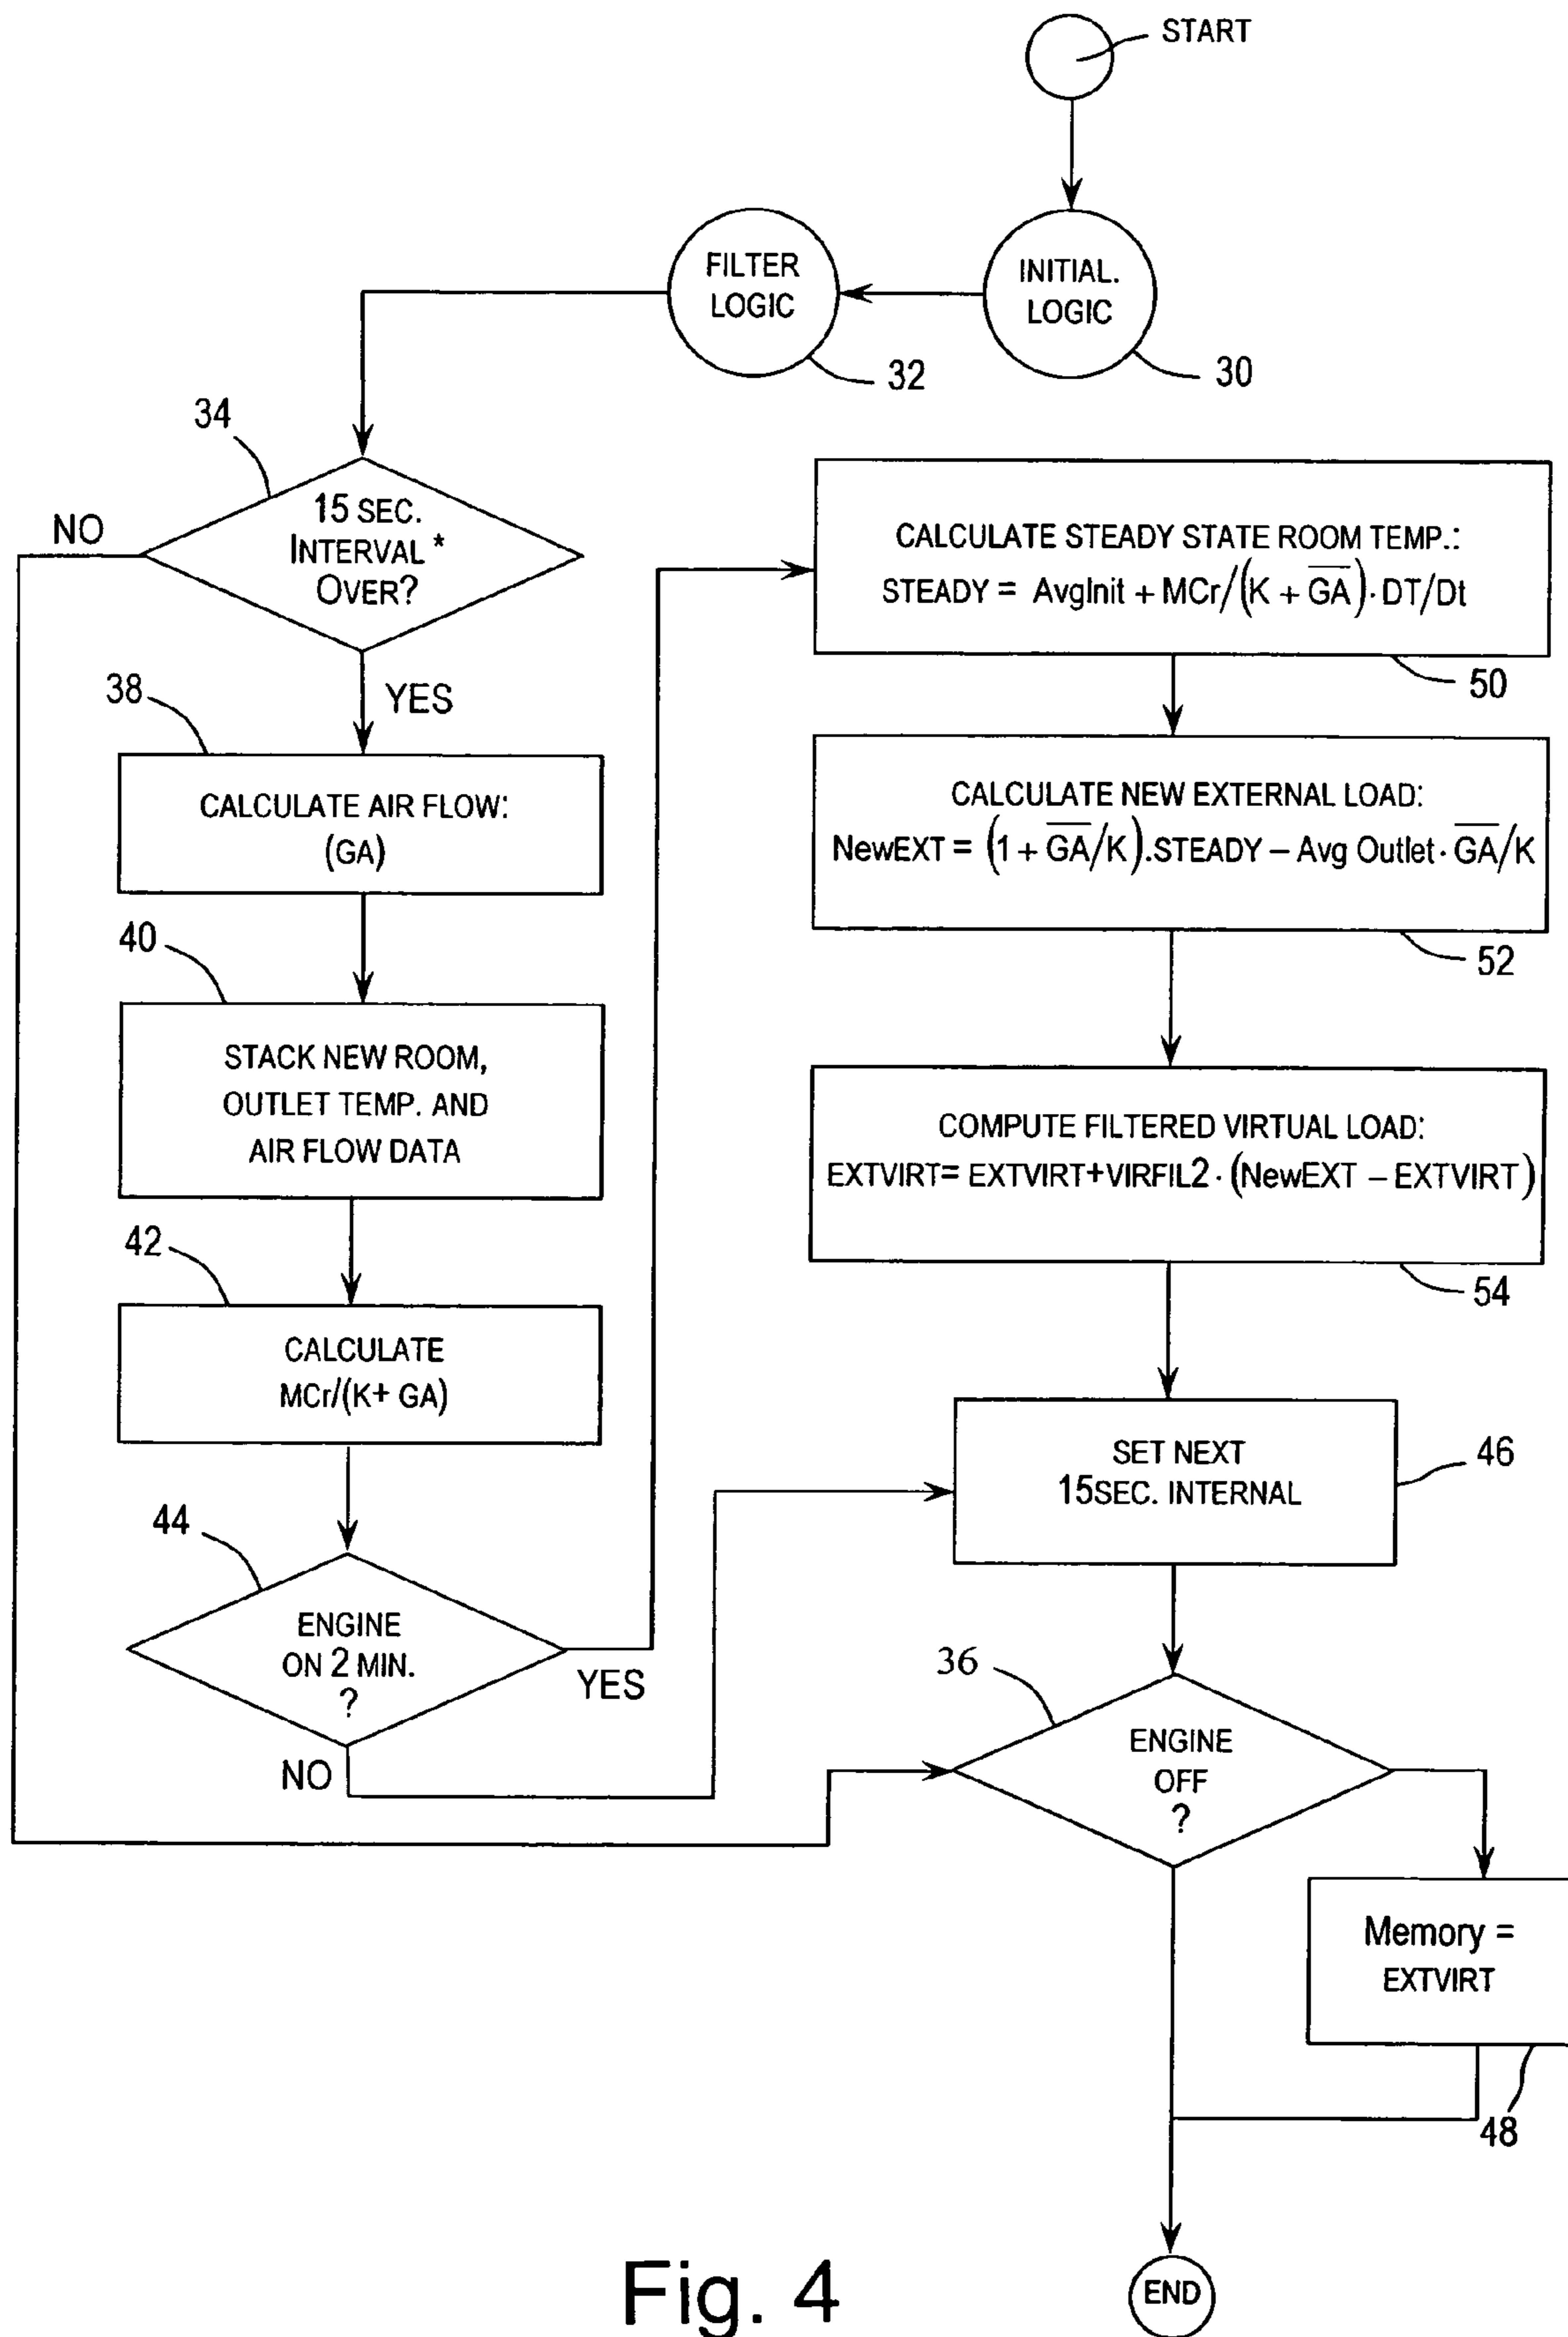 START
INITIAL.
LOGIC
30
FILTER
LOGIC
32
34
15 SEC.
INTERVAL *
OVER?
NO
YES
38
CALCULATE AIR FLOW:
(GA)
40
STACK NEW ROOM,
OUTLET TEMP. AND
AIR FLOW DATA
42
CALCULATE
MCr/(K+ GA)
44
ENGINE
ON 2 MIN.
?
YES
NO
CALCULATE STEADY STATE ROOM TEMP.:
STEADY = AvgInit + MCr/(K + G̅A̅)· DT/Dt
50
CALCULATE NEW EXTERNAL LOAD:
NewEXT = (1 + G̅A̅/K).STEADY – Avg Outlet· G̅A̅/K
52
COMPUTE FILTERED VIRTUAL LOAD:
EXTVIRT= EXTVIRT+VIRFIL2 · (NewEXT – EXTVIRT)
54
SET NEXT
15SEC. INTERNAL
46
36
ENGINE
OFF
?
Memory =
EXTVIRT
48
END
Fig. 4